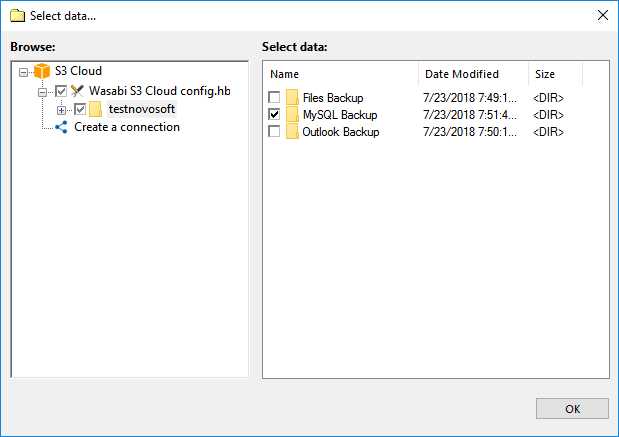 Select data...
Browse:
Select data:
S3 Cloud
Wasabi S3 Cloud config.hb
testnovosoft
Create a connection
Name Date Modified Size
Files Backup 7/23/2018 7:49:1... <DIR>
MySQL Backup 7/23/2018 7:51:4... <DIR>
Outlook Backup 7/23/2018 7:50:1... <DIR>
OK